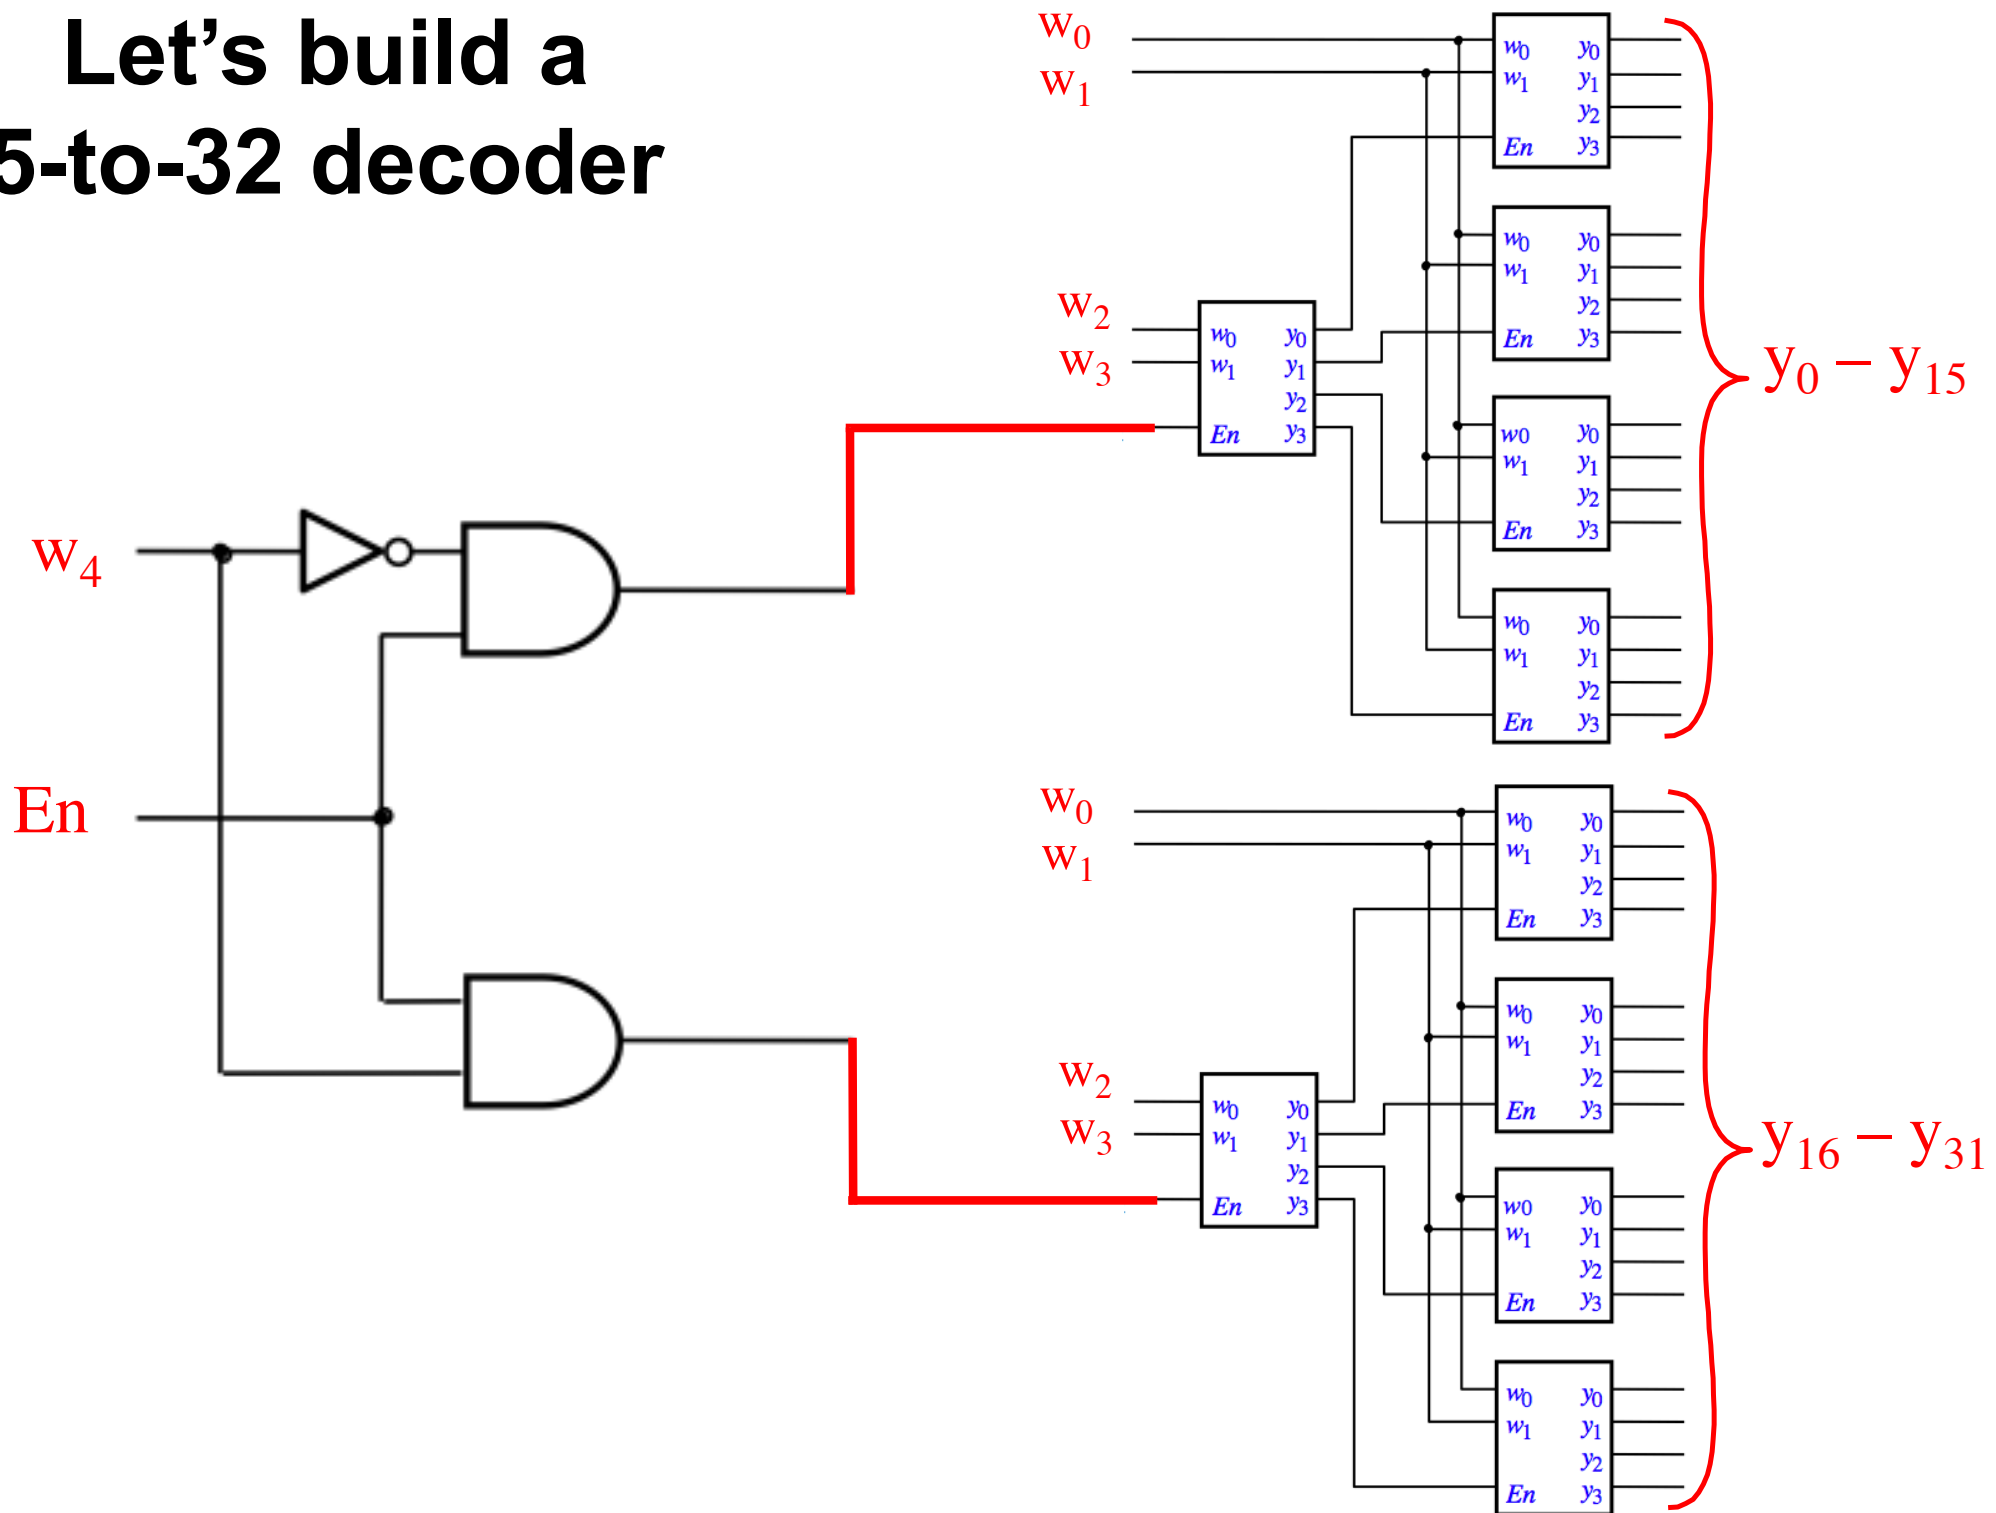 Let’s build a
5-to-32 decoder
w0
w1
w0 y0
w1 y1
y2
En y3
w0 y0
w1 y1
y2
En y3
w2
w3
w0 y0
w1 y1
y2
En y3
y0 – y15
w0 y0
w1 y1
y2
En y3
w4
w0 y0
w1 y1
y2
En y3
En
w0
w1
w0 y0
w1 y1
y2
En y3
w0 y0
w1 y1
y2
En y3
w2
w3
w0 y0
w1 y1
y2
En y3
y16 – y31
w0 y0
w1 y1
y2
En y3
w0 y0
w1 y1
y2
En y3